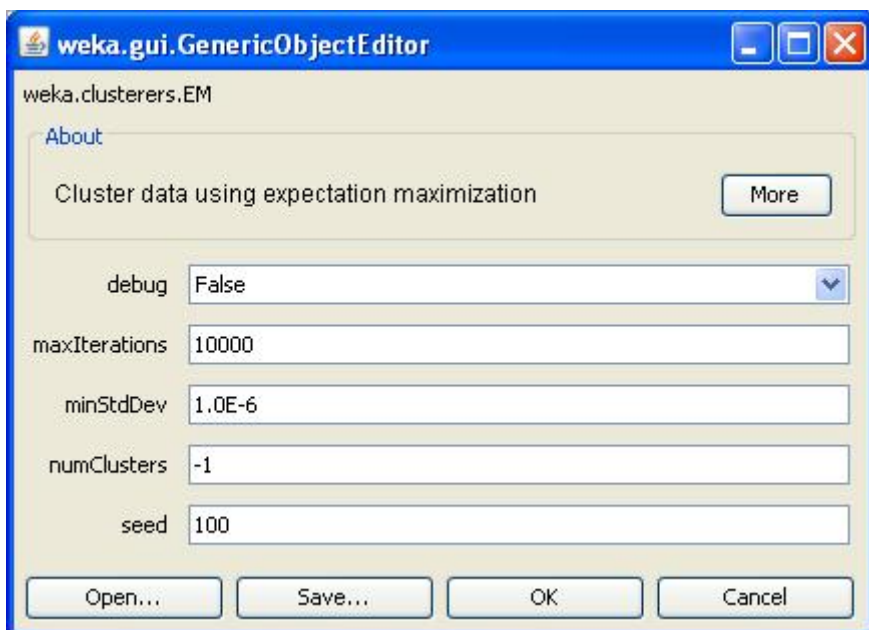 weka.gui.GenericObjectEditor
weka.clusterers.EM
About
Cluster data using expectation maximization More
debug False
maxIterations 10000
minStdDev 1.0E-6
numClusters -1
seed 100
Open... Save... OK Cancel